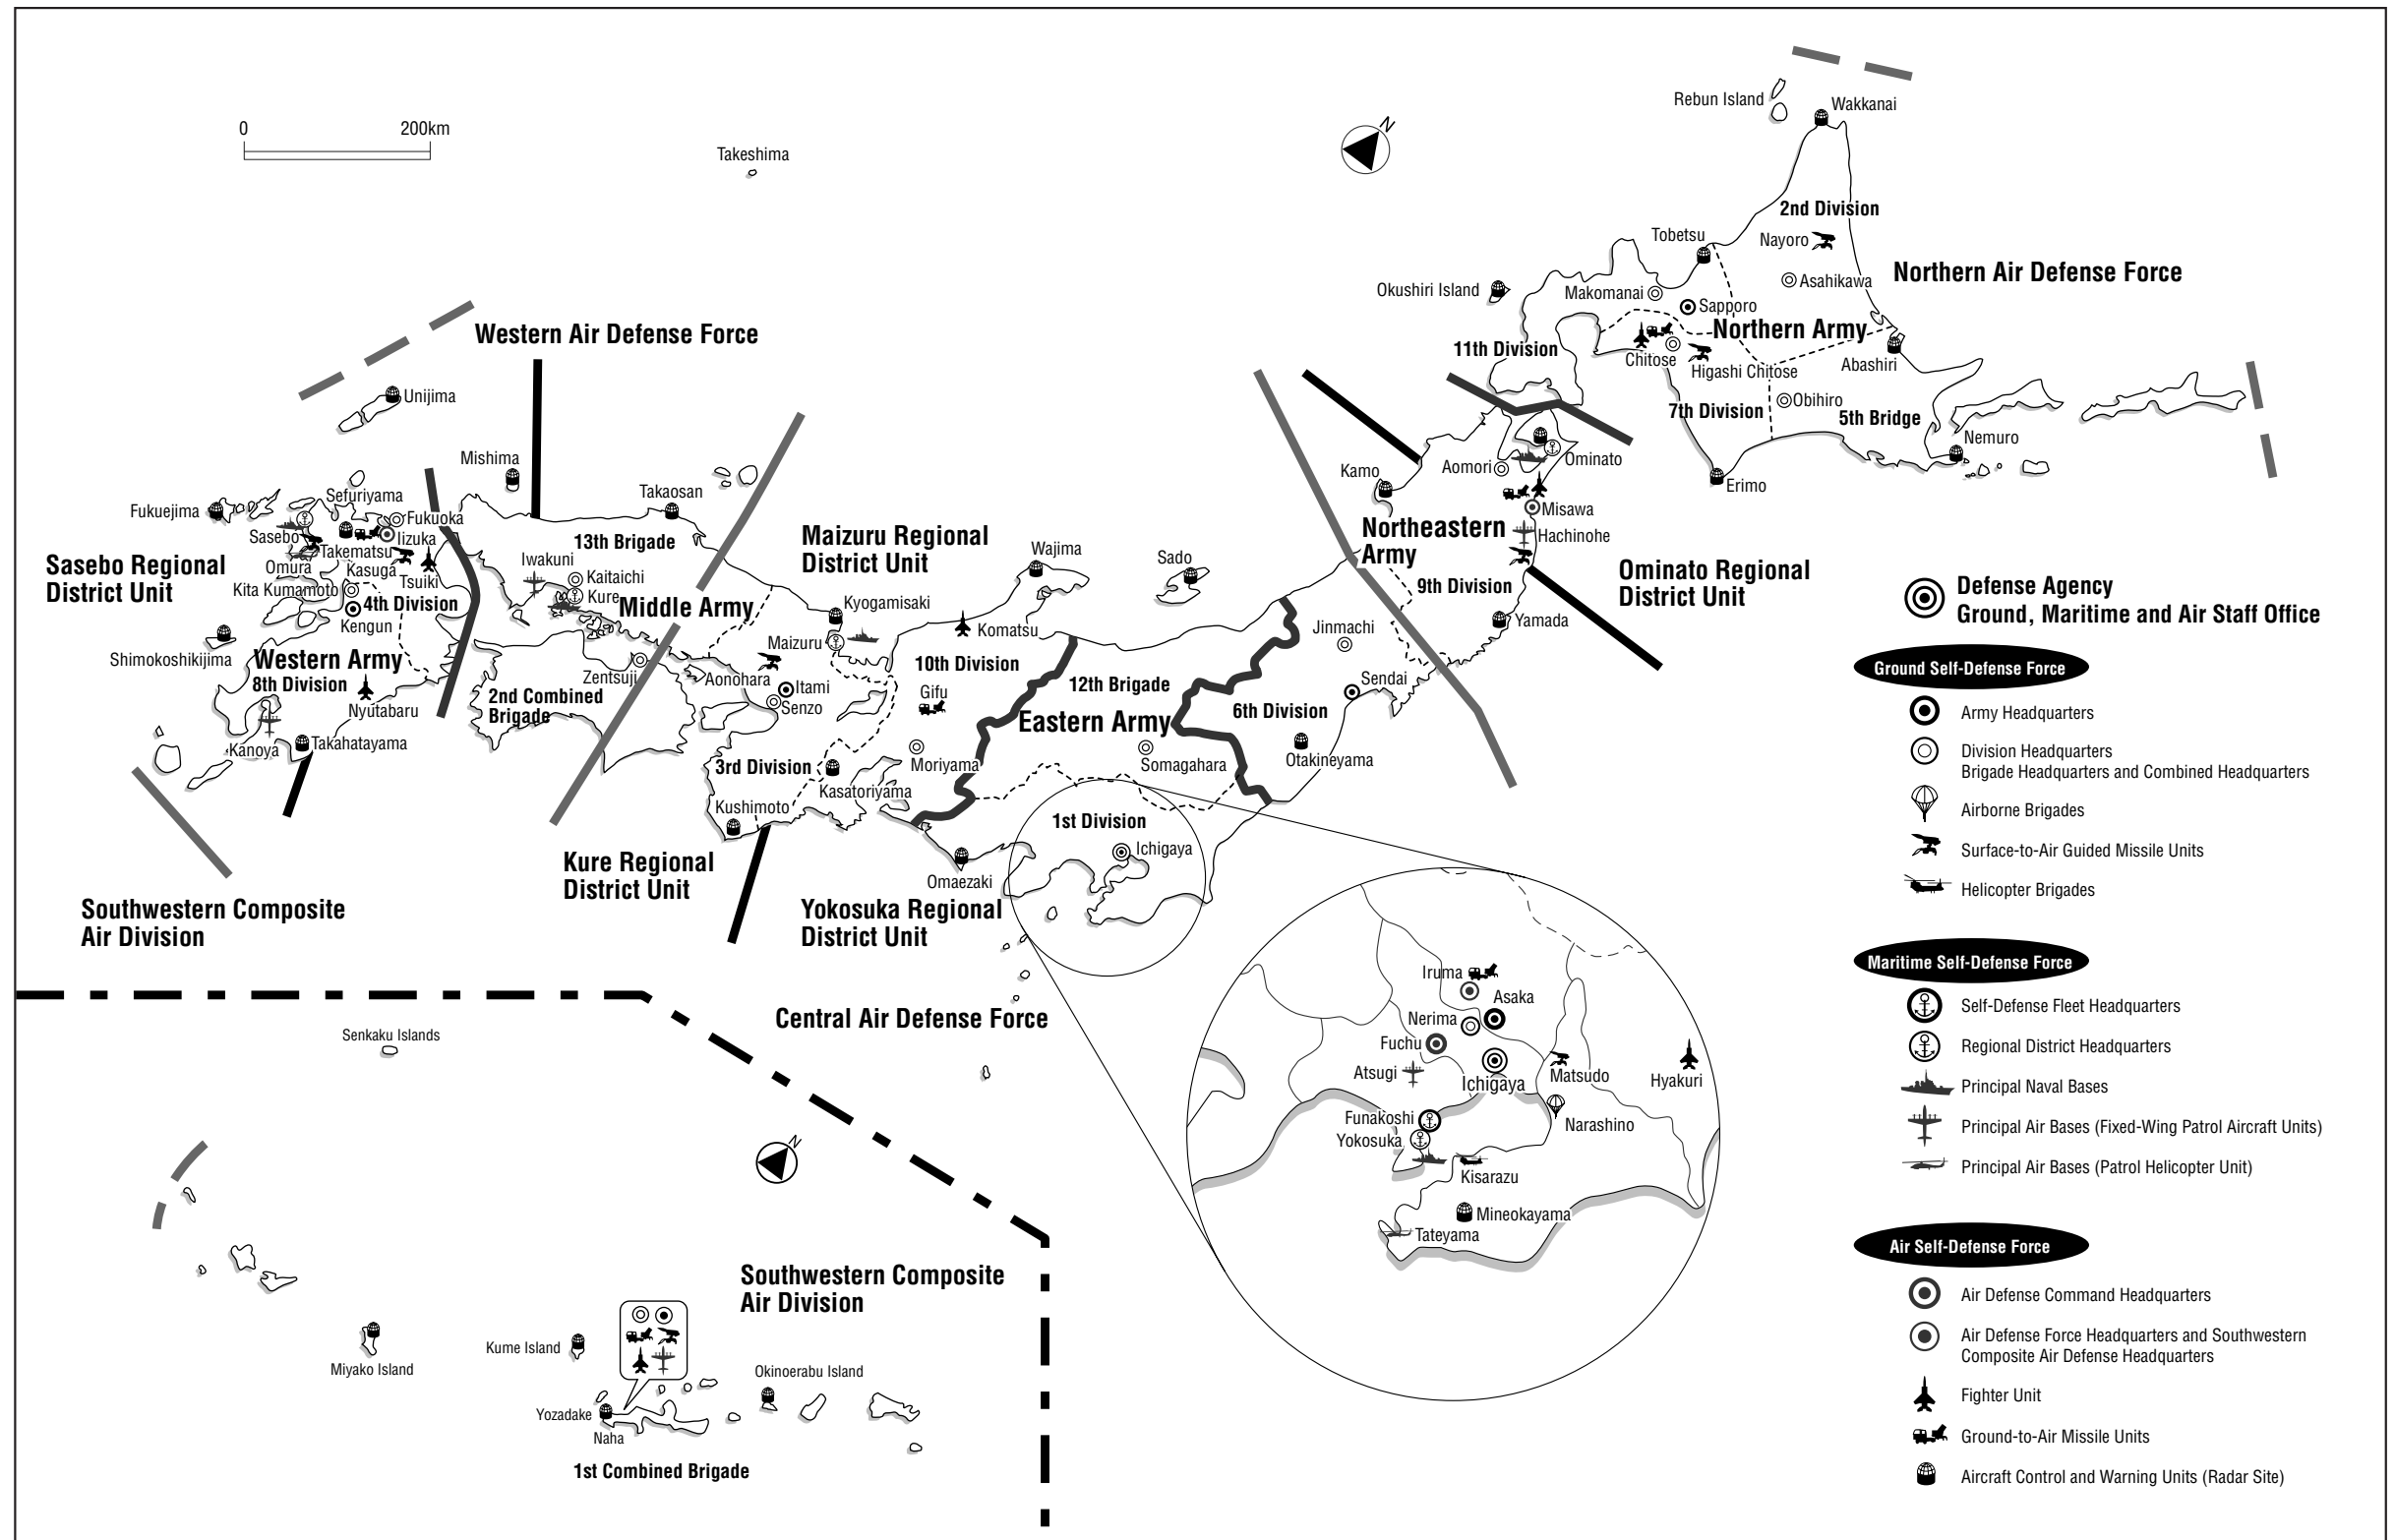 0
200km
Takeshima
N
Rebun Island
Wakkanai
2nd Division
Nayoro
Tobetsu
Asahikawa
Northern Air Defense Force
Okushiri Island
Makomanai
Sapporo
Northern Army
11th Division
Chitose
Higashi Chitose
Abashiri
7th Division
Obihiro
5th Bridge
Nemuro
Erimo
Western Air Defense Force
Unijima
Mishima
Takaosan
Fukuejima
Sefuriyama
Fukuoka
Sasebo
Iizuka
Takematsu
Omura
Kasuga
Tsuiki
Kita Kumamoto
4th Division
Kengun
Sasebo Regional
District Unit
Shimokoshikijima
Western Army
8th Division
Nyutabaru
Kanoya
Takahatayama
Southwestern Composite
Air Division
13th Brigade
Iwakuni
Kaitaichi
Kure
Middle Army
Zentsuji
2nd Combined
Brigade
Maizuru Regional
District Unit
Wajima
Sado
Kyogamisaki
Maizuru
Komatsu
Aonohara
Itami
Senzo
10th Division
Gifu
12th Brigade
Eastern Army
Moriyama
Somagahara
3rd Division
Kasatoriyama
Kushimoto
Kure Regional
District Unit
Omaezaki
1st Division
Ichigaya
Yokosuka Regional
District Unit
Central Air Defense Force
Kamo
Aomori
Ominato
Misawa
Northeastern
Army
Hachinohe
9th Division
Ominato Regional
District Unit
Yamada
Jinmachi
Sendai
6th Division
Otakineyama
Iruma
Asaka
Nerima
Fuchu
Atsugi
Ichigaya
Matsudo
Hyakuri
Funakoshi
Narashino
Yokosuka
Kisarazu
Mineokayama
Tateyama
Senkaku Islands
N
Southwestern Composite
Air Division
Miyako Island
Kume Island
Okinoerabu Island
Yozadake
Naha
1st Combined Brigade
Defense Agency
Ground, Maritime and Air Staff Office
Ground Self-Defense Force
Army Headquarters
Division Headquarters
Brigade Headquarters and Combined Headquarters
Airborne Brigades
Surface-to-Air Guided Missile Units
Helicopter Brigades
Maritime Self-Defense Force
Self-Defense Fleet Headquarters
Regional District Headquarters
Principal Naval Bases
Principal Air Bases (Fixed-Wing Patrol Aircraft Units)
Principal Air Bases (Patrol Helicopter Unit)
Air Self-Defense Force
Air Defense Command Headquarters
Air Defense Force Headquarters and Southwestern
Composite Air Defense Headquarters
Fighter Unit
Ground-to-Air Missile Units
Aircraft Control and Warning Units (Radar Site)